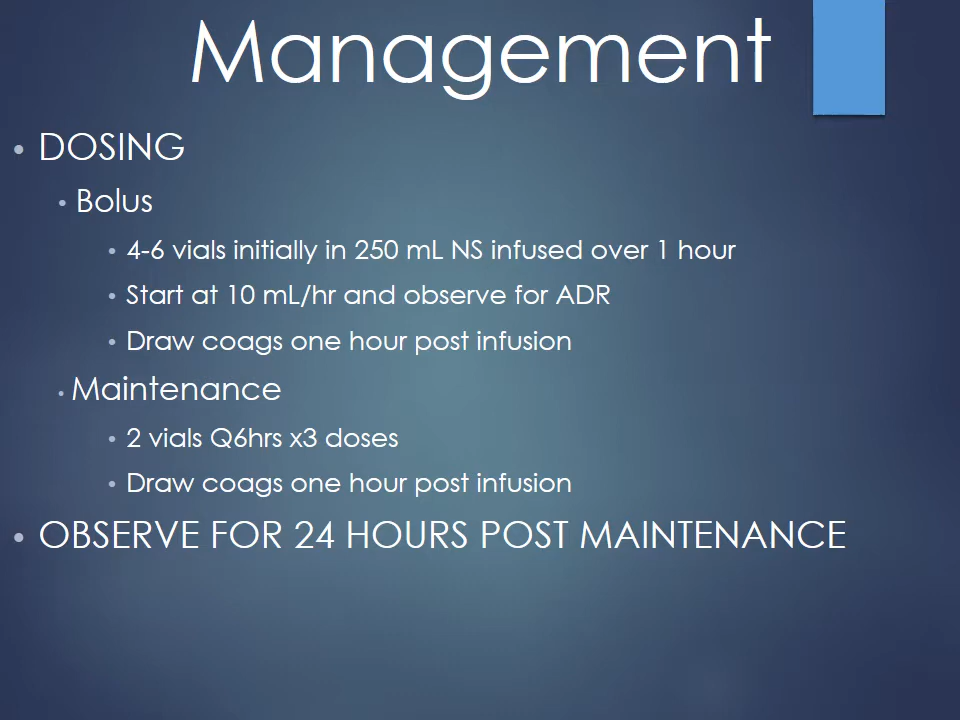 Management
• DOSING
• Bolus
• 4-6 vials initially in 250 mL NS infused over 1 hour
• Start at 10 mL/hr and observe for ADR
• Draw coags one hour post infusion
• Maintenance
• 2 vials Q6hrs x3 doses
• Draw coags one hour post infusion
• OBSERVE FOR 24 HOURS POST MAINTENANCE